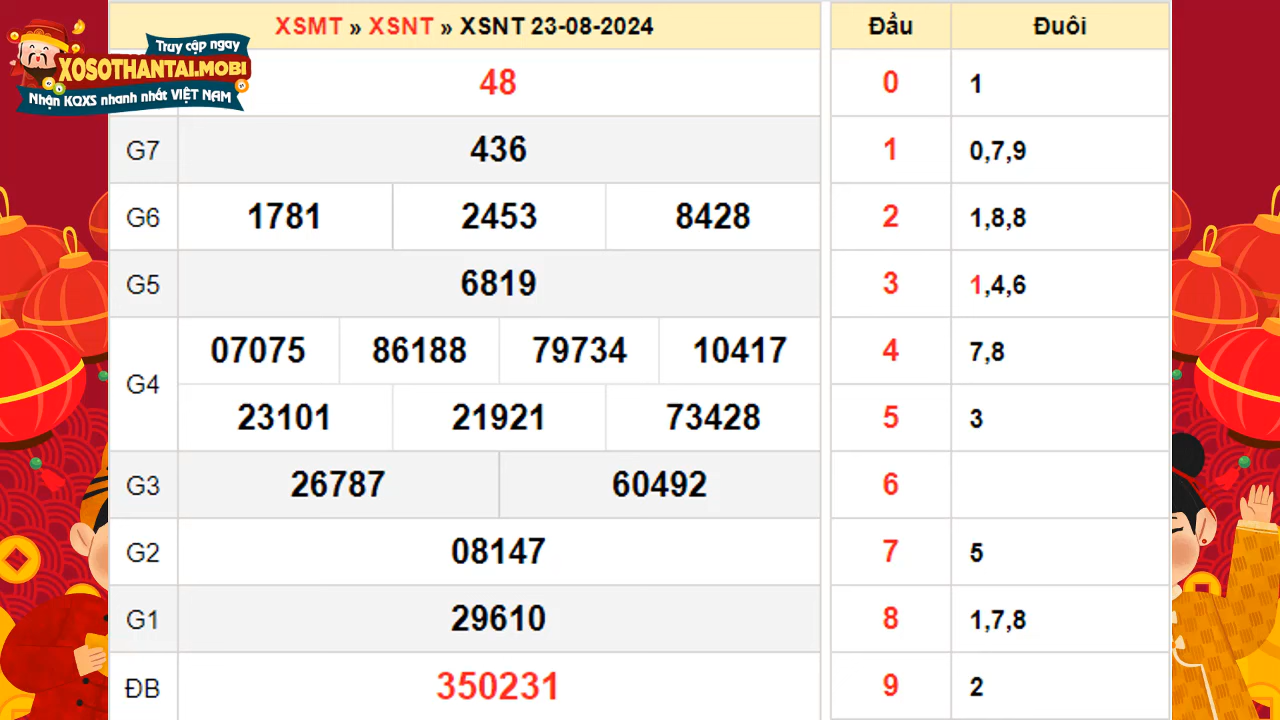 XSMT » XSNT » XSNT 23-08-2024
Đầu Đuôi
Truy cập ngay
XOSOTHANTAI.MOBI
Nhận KQXS nhanh nhất VIỆT NAM
48
0 1
G7 436
1 0,7,9
G6 1781 2453 8428
2 1,8,8
G5 6819
3 1,4,6
G4 07075 86188 79734 10417
4 7,8
23101 21921 73428
5 3
G3 26787 60492
6
G2 08147
7 5
G1 29610
8 1,7,8
ĐB 350231
9 2